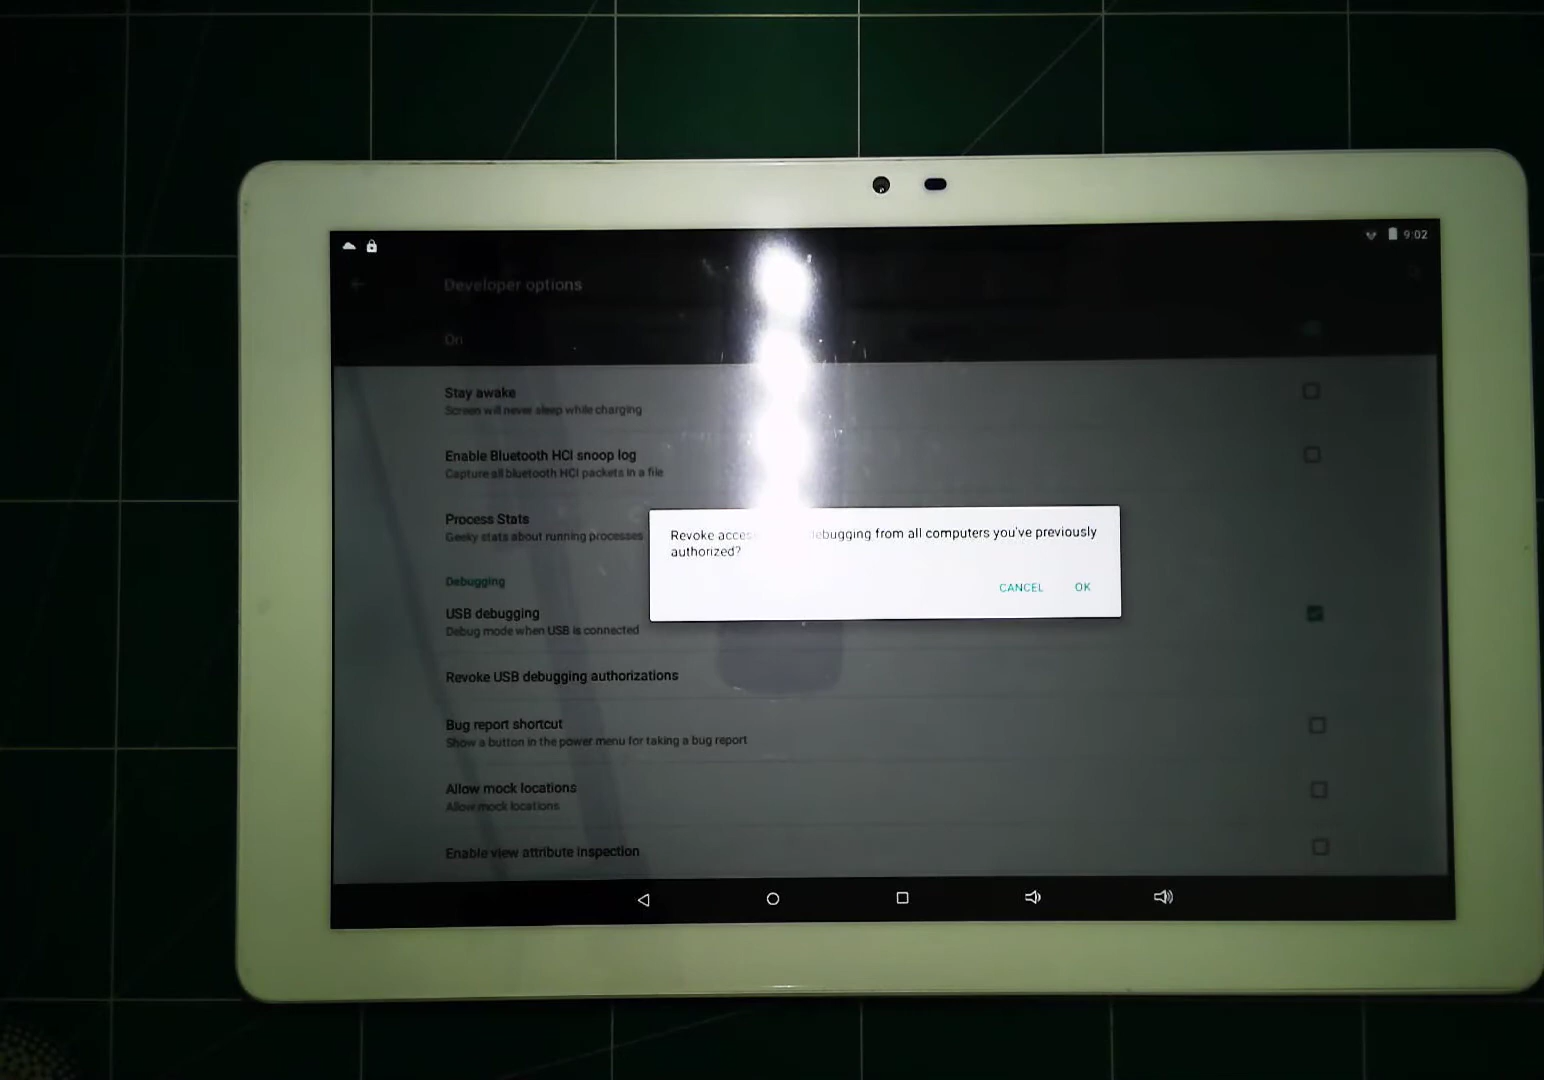 9:02
Developer options
On
Stay awake
Screen will never sleep while charging
Enable Bluetooth HCI snoop log
Capture all bluetooth HCI packets in a file
Process Stats
Geeky stats about running processes
Revoke from all computers you've previously
authorized?
CANCEL OK
Debugging
USB debugging
Debug mode when USB is connected
Revoke USB debugging authorizations
Bug report shortcut
Show a button in the power menu for taking a bug report
Allow mock locations
Allow mock locations
Enable view attribute inspection